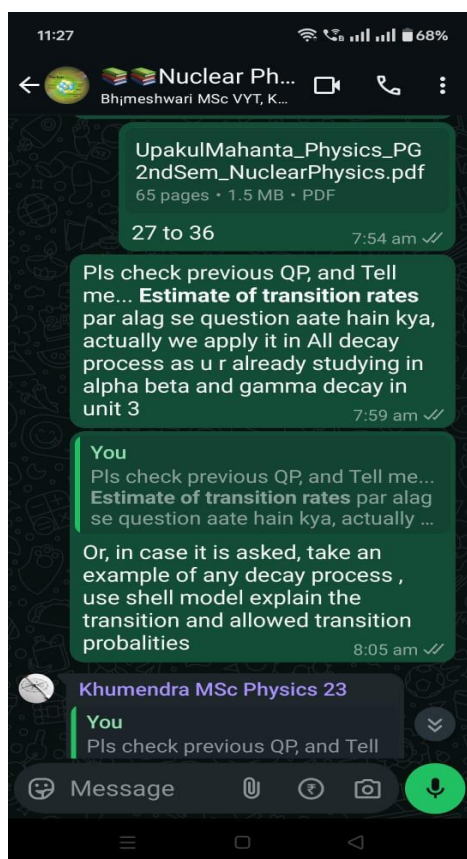 11:27
68%
Nuclear Ph...
Bhjmeshwari MSc VYT, K...
UpakulMahanta_Physics_PG
2ndSem_NuclearPhysics.pdf
65 pages • 1.5 MB • PDF
27 to 36
7:54 am
Pls check previous QP, and Tell
me... Estimate of transition rates
par alag se question aate hain kya,
actually we apply it in All decay
process as u r already studying in
alpha beta and gamma decay in
unit 3
7:59 am
You
Pls check previous QP, and Tell me...
Estimate of transition rates par alag
se question aate hain kya, actually ...
Or, in case it is asked, take an
example of any decay process ,
use shell model explain the
transition and allowed transition
probalities
8:05 am
Khumendra MSc Physics 23
You
Pls check previous QP, and Tell
Message